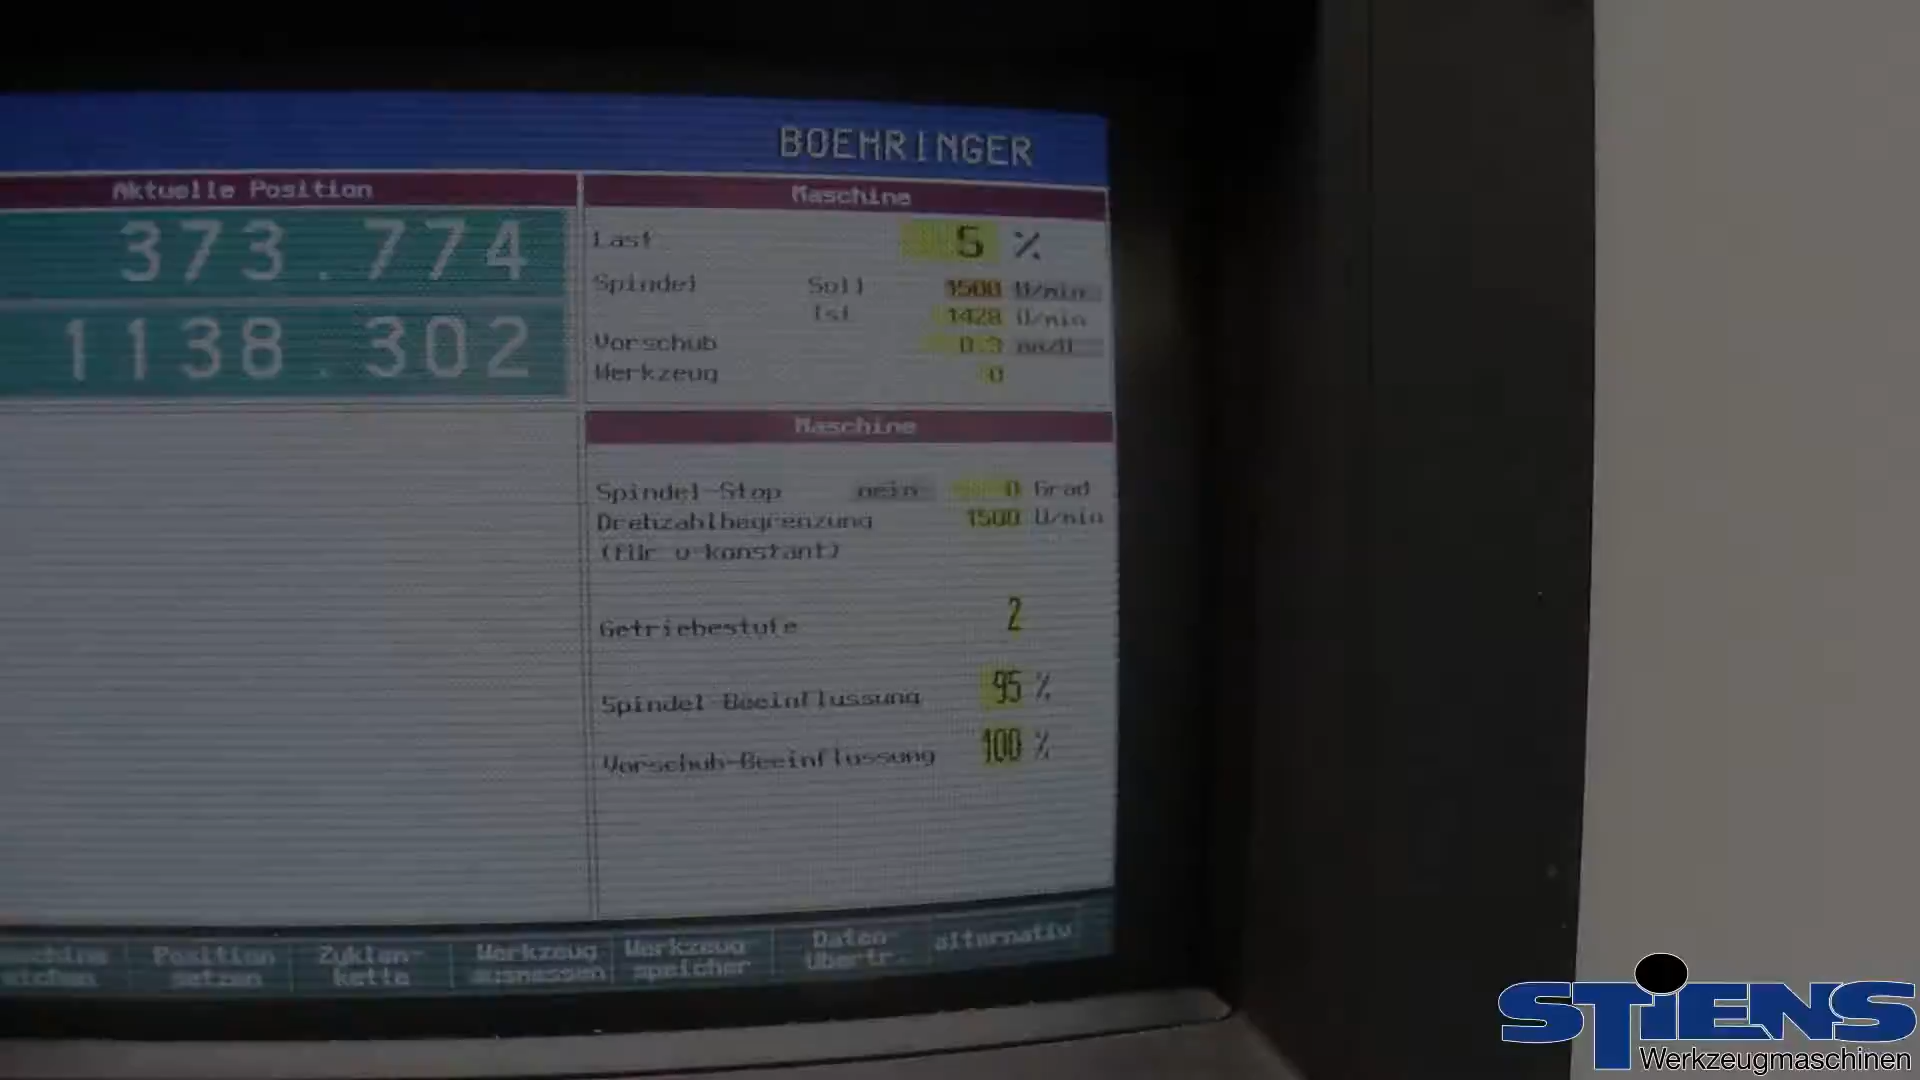 BOEHRINGER
Aktuelle Position
373.774
1138.302
Maschine
Last 5 %
Spindel Soll 1500 U/min
Ist 1428 U/min
Vorschub 0.3 mm/U
Werkzeug 0
Maschine
Spindel-Stop nein 0 Grad
Drehzahlbegrenzung 1500 U/min
(für v-konstant)
Getriebestufe 2
Spindel-Beeinflussung 95 %
Vorschub-Beeinflussung 100 %
Position setzen
Zyklen-kette
Werkzeug ausmessen
Werkzeug-speicher
Daten-Übertr.
alternativ
STiENS
Werkzeugmaschinen